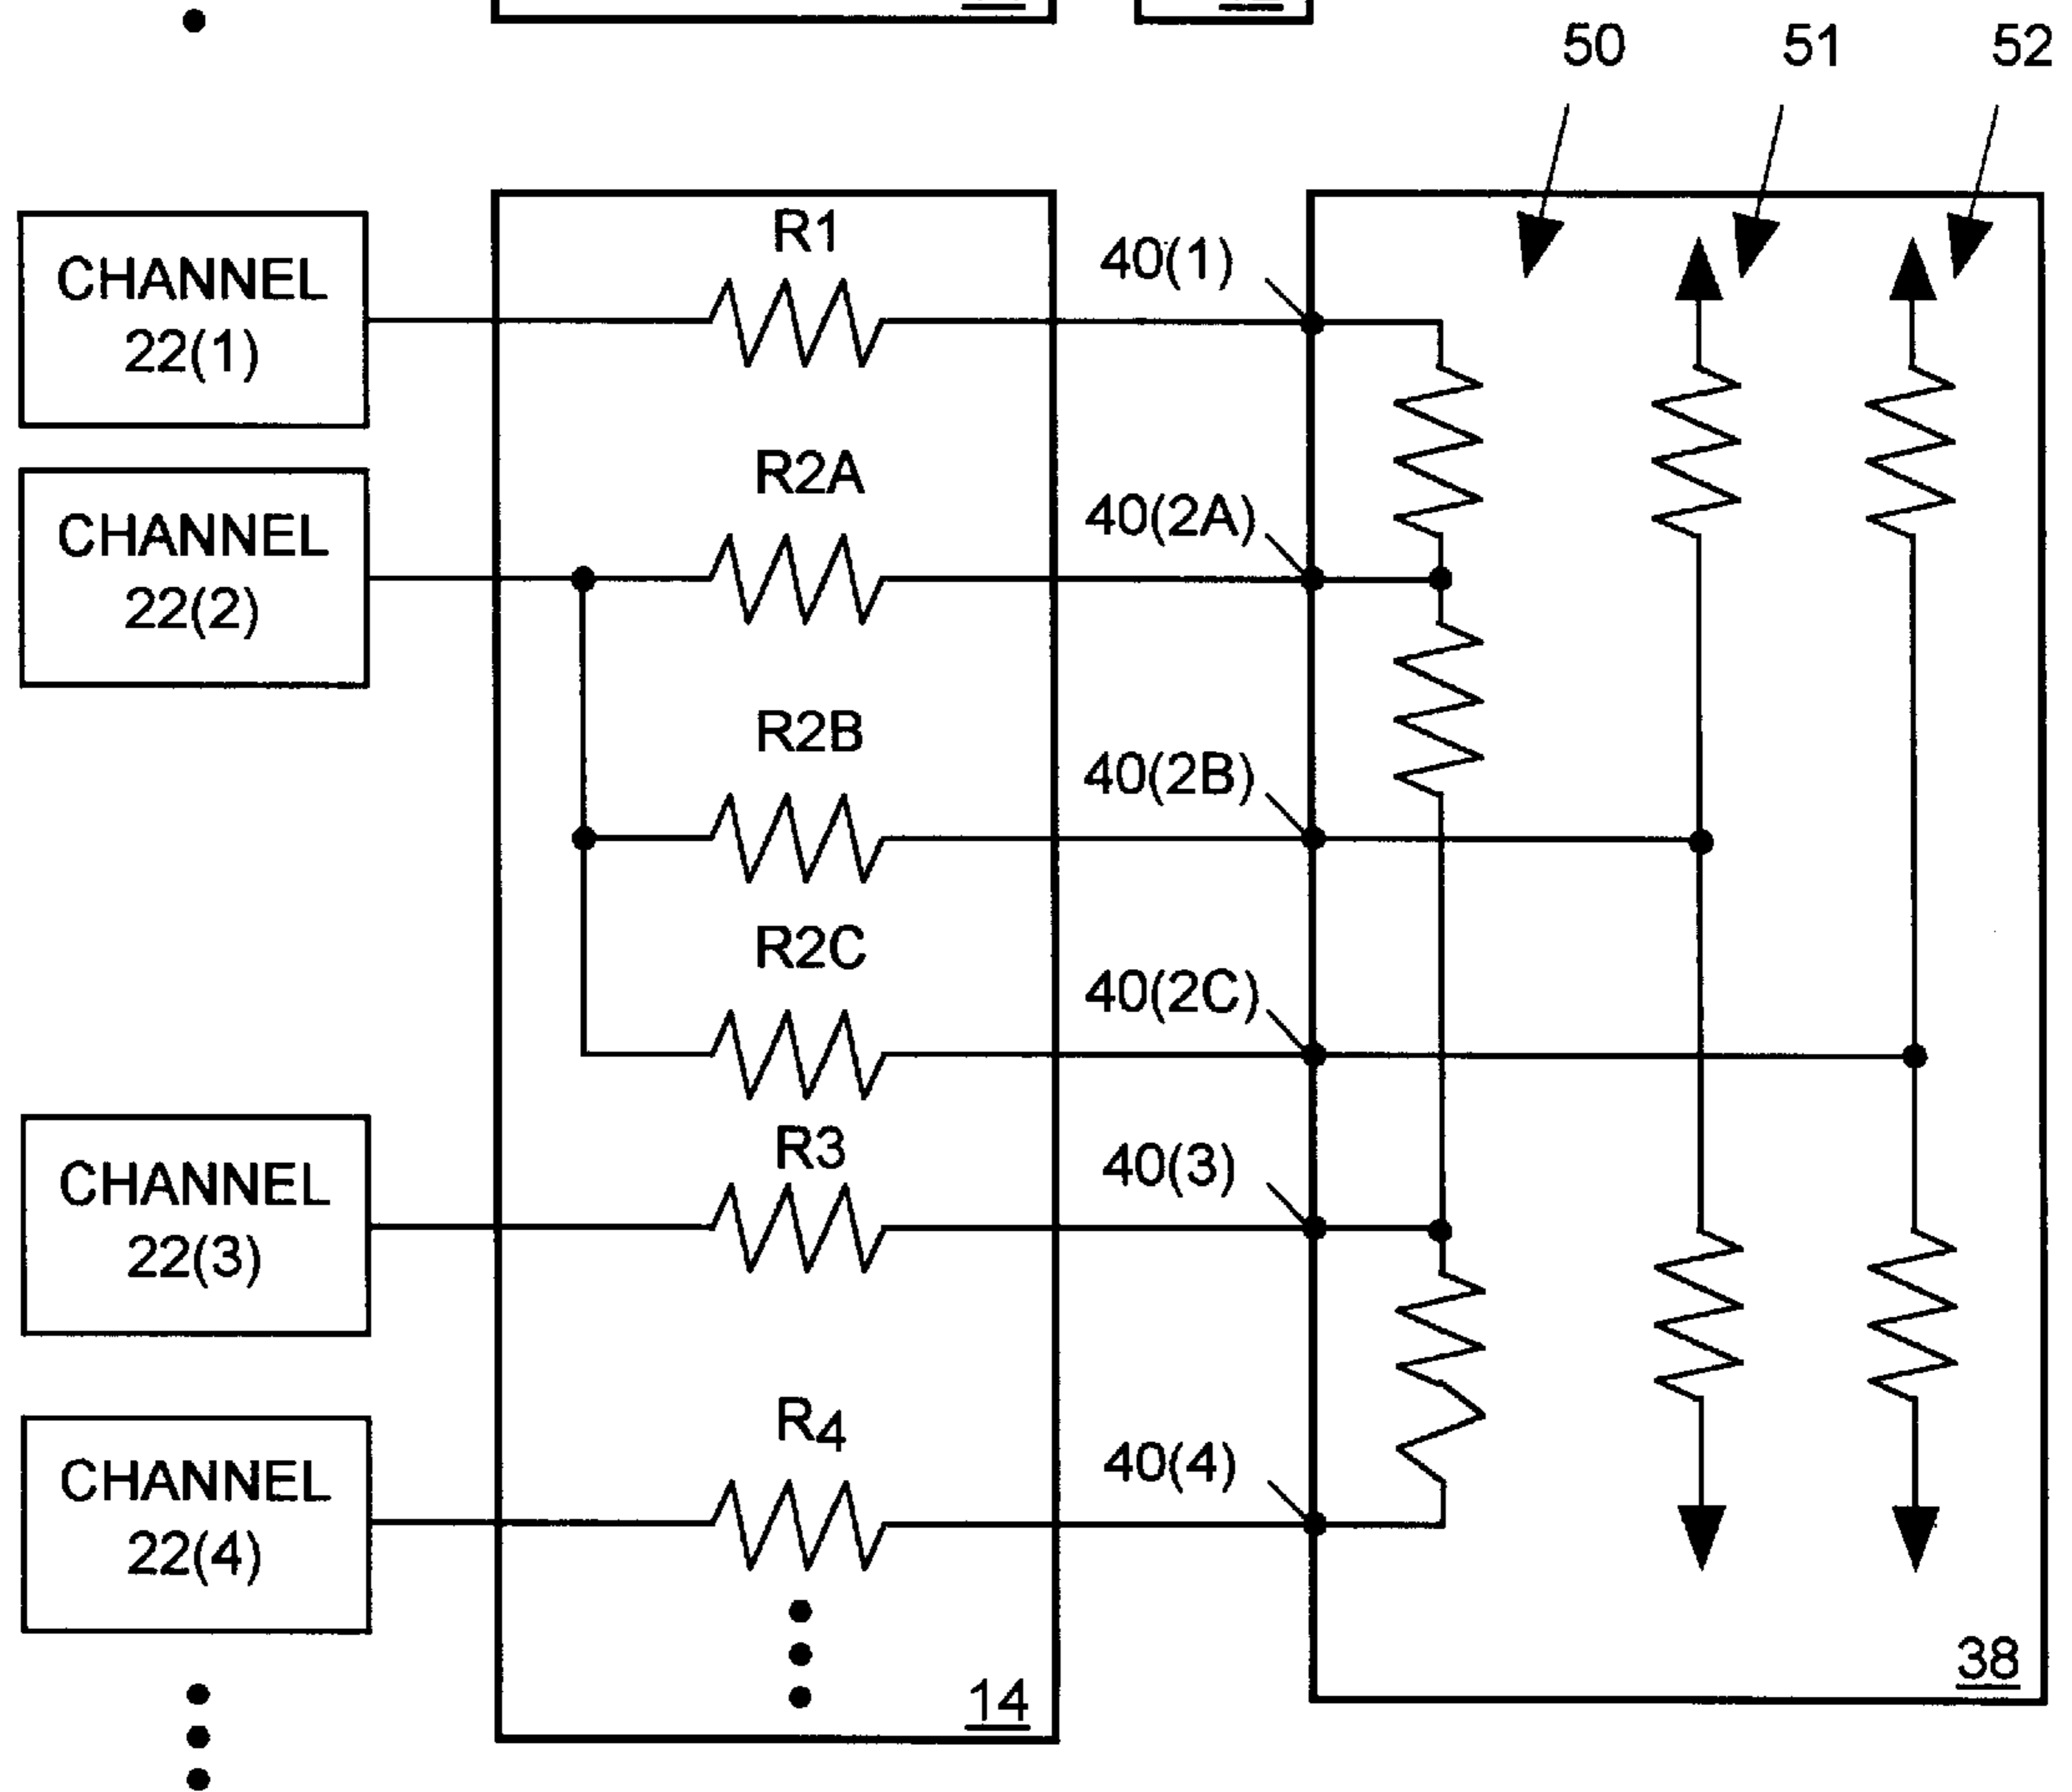 50 51 52
CHANNEL
22(1)
R1
40(1)
CHANNEL
22(2)
R2A
40(2A)
R2B
40(2B)
R2C
40(2C)
CHANNEL
22(3)
R3
40(3)
CHANNEL
22(4)
R4
40(4)
14
38